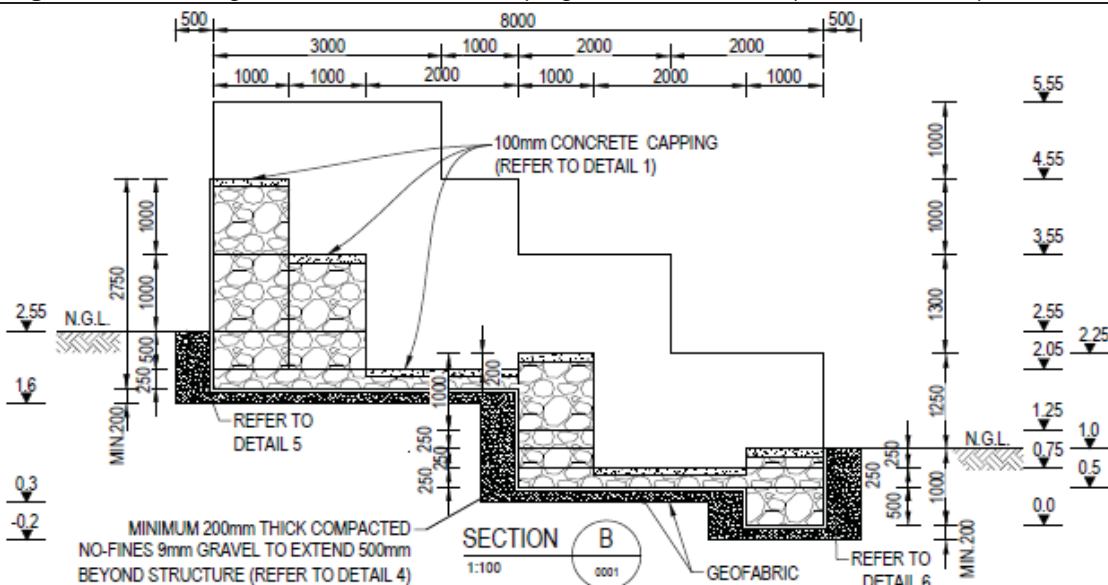 500 8000 500
3000 1000 2000 2000
1000 1000 2000 1000 2000 1000
5,55
1000
100mm CONCRETE CAPPING
(REFER TO DETAIL 1)
4.55
1000
1000
3,55
2750
1000
1300
2.55 N.G.L.
2.55
2.25
500
2.05
250
1000
200
1.6
1250
MIN.200
REFER TO
DETAIL 5
250
250
250
1.25
N.G.L. 1.0
0.75
250
250
0.5
1000
500
0,3
0.0
-0.2
MINIMUM 200mm THICK COMPACTED
NO-FINES 9mm GRAVEL TO EXTEND 500mm
BEYOND STRUCTURE (REFER TO DETAIL 4)
SECTION B
1:100 0001
GEOFABRIC
REFER TO
DETAIL 6
MIN.200